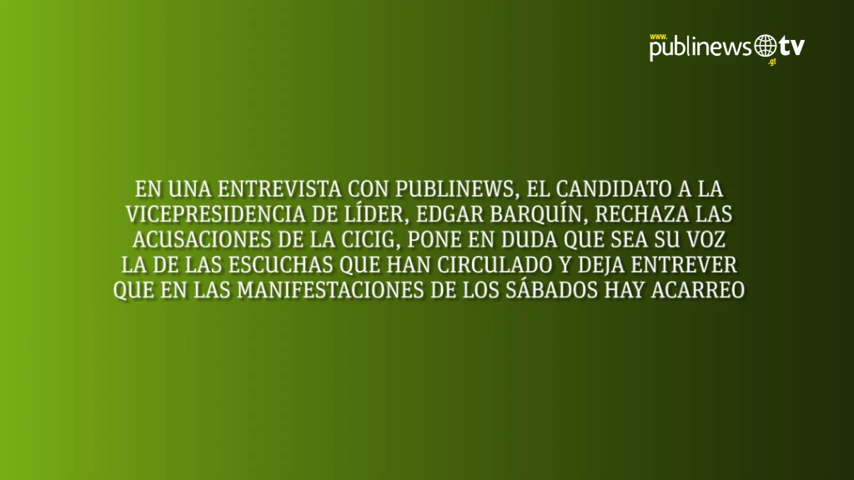 www.
publinews tv
.gt
EN UNA ENTREVISTA CON PUBLINEWS, EL CANDIDATO A LA
VICEPRESIDENCIA DE LÍDER, EDGAR BARQUÍN, RECHAZA LAS
ACUSACIONES DE LA CICIG, PONE EN DUDA QUE SEA SU VOZ
LA DE LAS ESCUCHAS QUE HAN CIRCULADO Y DEJA ENTREVER
QUE EN LAS MANIFESTACIONES DE LOS SÁBADOS HAY ACARREO